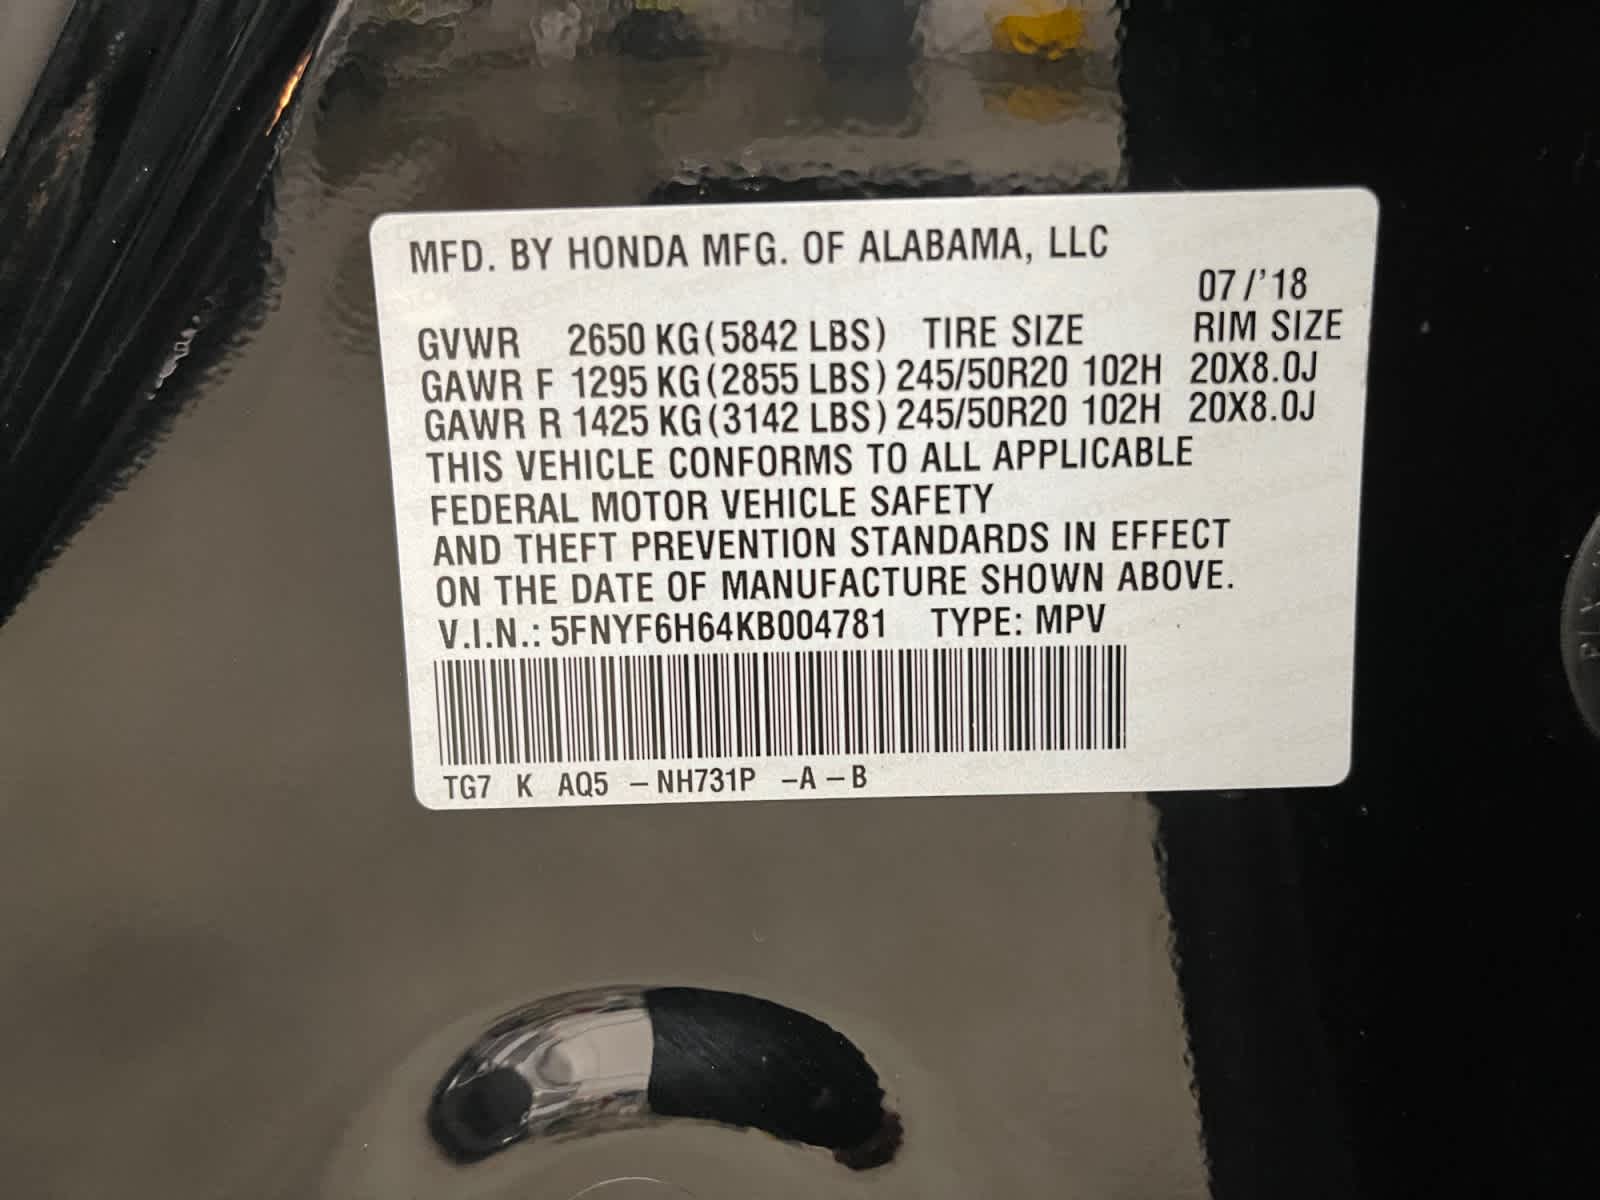 MFD. BY HONDA MFG. OF ALABAMA, LLC
07/'18
GVWR 2650 KG(5842 LBS) TIRE SIZE RIM SIZE
GAWR F 1295 KG(2855 LBS) 245/50R20 102H 20X8.0J
GAWR R 1425 KG(3142 LBS) 245/50R20 102H 20X8.0J
THIS VEHICLE CONFORMS TO ALL APPLICABLE
FEDERAL MOTOR VEHICLE SAFETY
AND THEFT PREVENTION STANDARDS IN EFFECT
ON THE DATE OF MANUFACTURE SHOWN ABOVE.
V.I.N.: 5FNYF6H64KB004781 TYPE: MPV
TG7 K AQ5 -NH731P -A-B